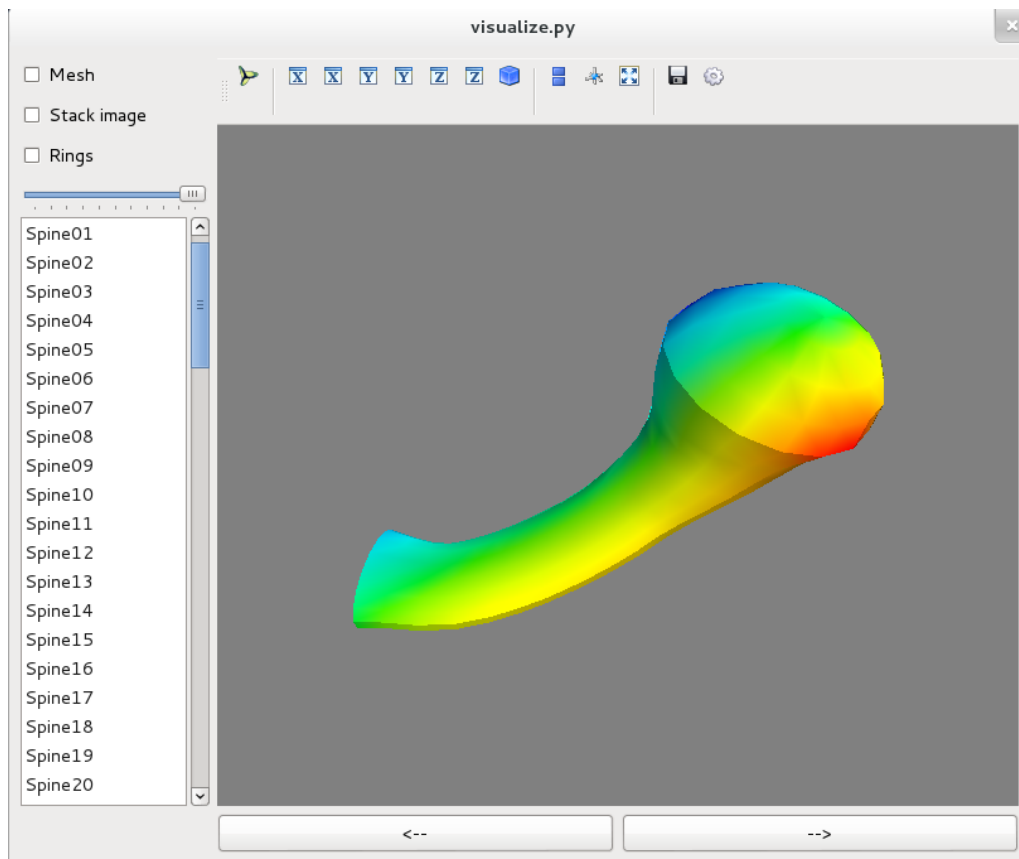 visualize.py
Mesh
Stack image
Rings
X X Y Y Z Z
Spine01
Spine02
Spine03
Spine04
Spine05
Spine06
Spine07
Spine08
Spine09
Spine10
Spine11
Spine12
Spine13
Spine14
Spine15
Spine16
Spine17
Spine18
Spine19
Spine20
<-- -->